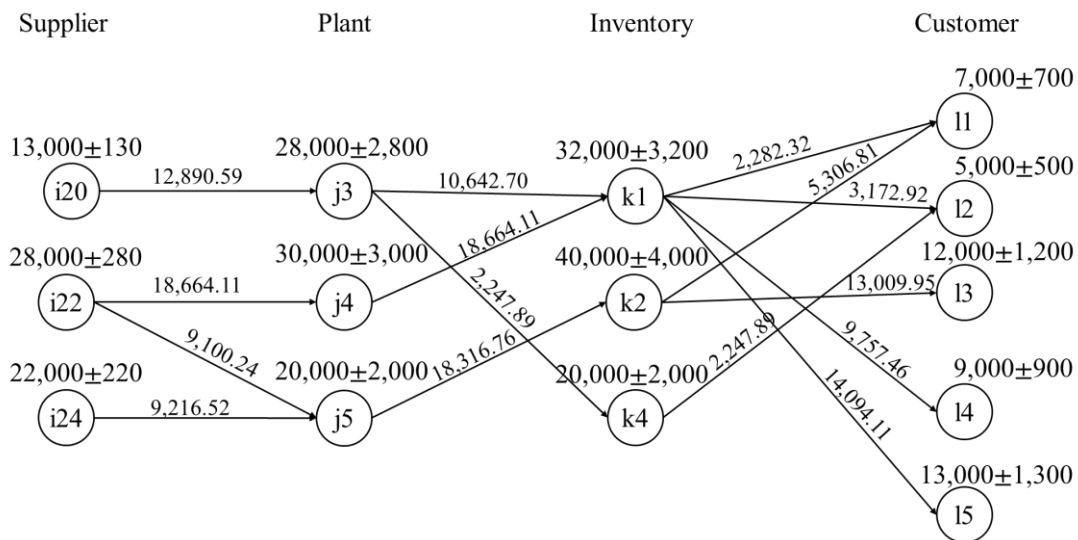 Supplier Plant Inventory Customer
7,000±700
l1
13,000±130 28,000±2,800 32,000±3,200
2,282.32
5,306.81
5,000±500
i20 12,890.59 j3 10,642.70 k1 3,172.92 l2
18,664.11
28,000±280 30,000±3,000 40,000±4,000 12,000±1,200
i22 18,664.11 j4 2,247.89 k2 13,009.95 l3
9,100.24 18,316.76 2,247.89 9,757.46
22,000±220 20,000±2,000 20,000±2,000 9,000±900
i24 9,216.52 j5 k4 14,094.11 l4
13,000±1,300
l5